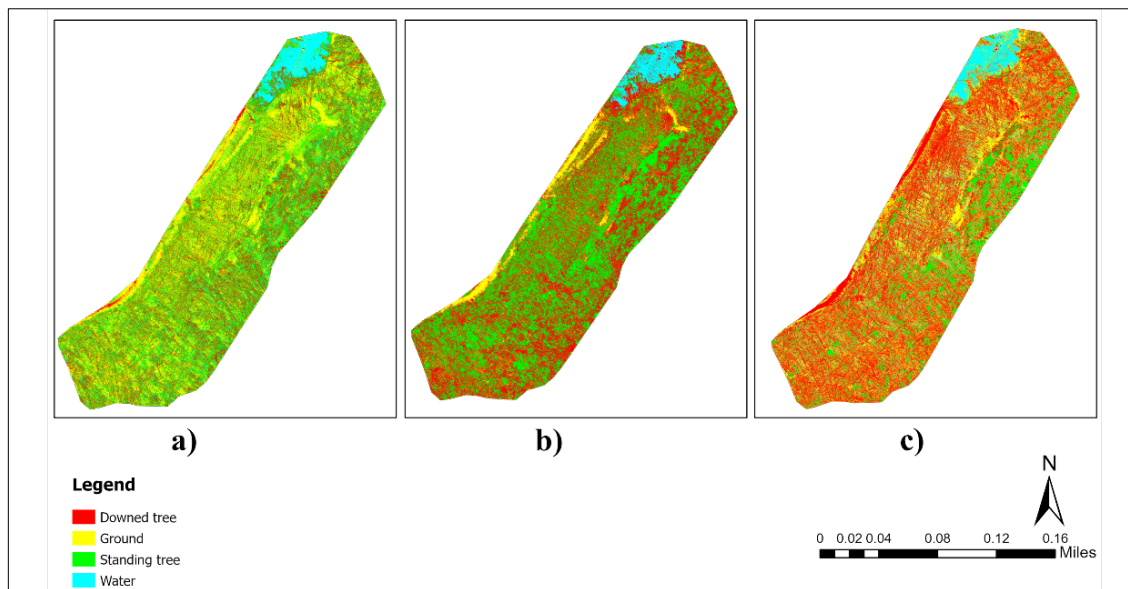 a)
b)
c)
Legend
Downed tree
Ground
Standing tree
Water
N
0 0.02 0.04 0.08 0.12 0.16
Miles